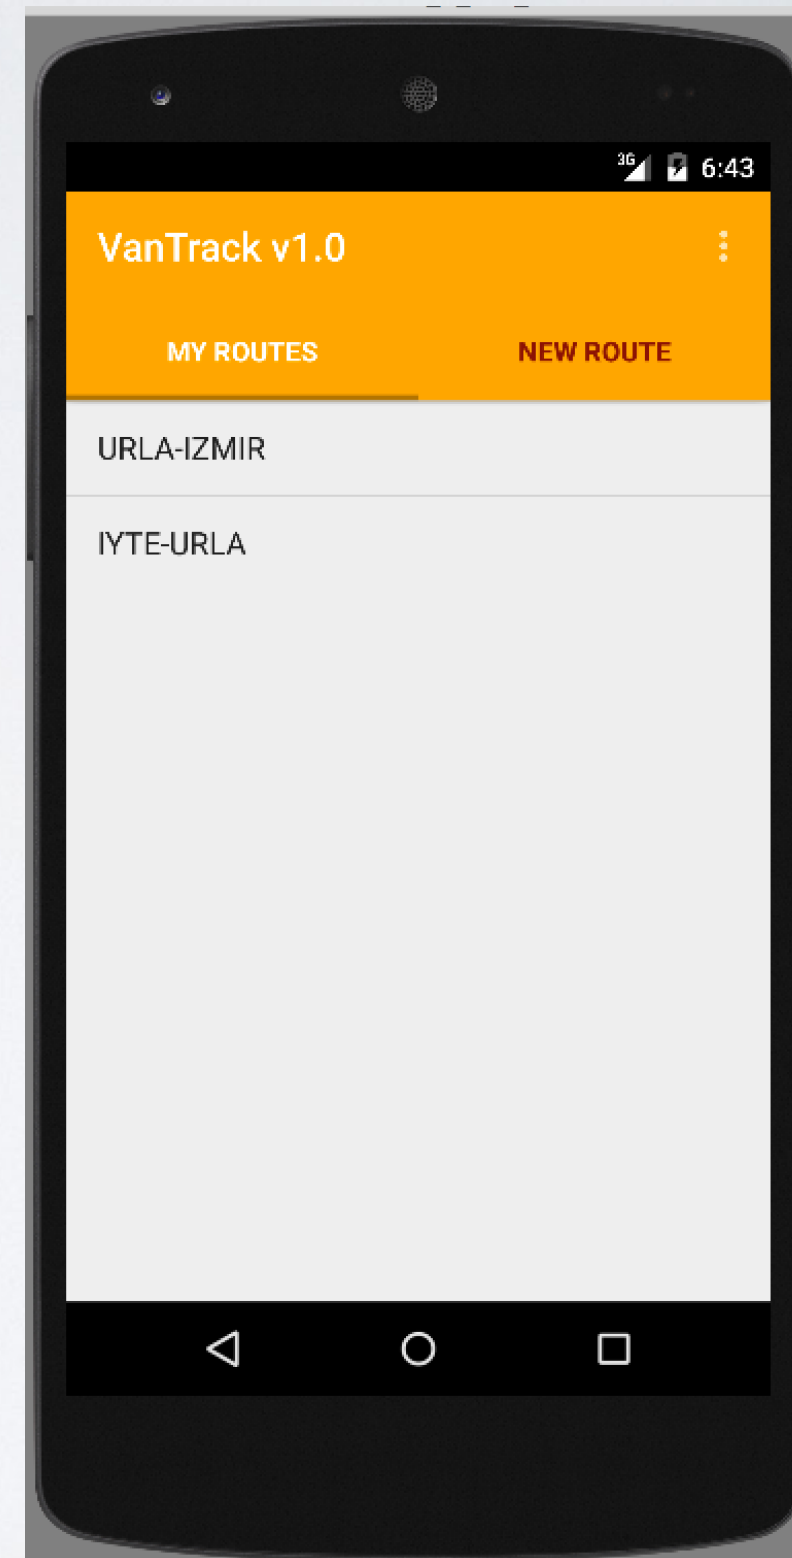 3G 6:43
VanTrack v1.0
MY ROUTES NEW ROUTE
URLA-IZMIR
IYTE-URLA